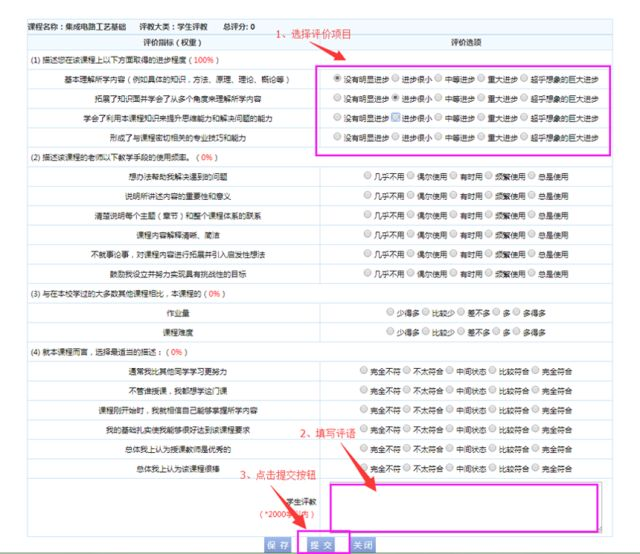 课程名称：集成电路工艺基础 评教大类：学生评教 总评分: 0
1、选择评价项目
评价指标（权重） 评价选项
(1) 描述您在该课程上以下方面取得的进步程度（100%）
基本理解所学内容（例如具体的知识，方法、原理、理论、概论等） 没有明显进步 进步很小 中等进步 重大进步 超乎想象的巨大进步
拓展了知识面并学会了从多个角度来理解所学内容 没有明显进步 进步很小 中等进步 重大进步 超乎想象的巨大进步
学会了利用本课程知识来提升思维能力和解决问题的能力 没有明显进步 进步很小 中等进步 重大进步 超乎想象的巨大进步
形成了与课程密切相关的专业技巧和能力 没有明显进步 进步很小 中等进步 重大进步 超乎想象的巨大进步
(2) 描述该课程的老师以下教学手段的使用频率。（0%）
想办法帮助我解决遇到的问题 几乎不用 偶尔使用 有时用 频繁使用 总是使用
说明所讲述内容的重要性和意义 几乎不用 偶尔使用 有时用 频繁使用 总是使用
清楚说明每个主题（章节）和整个课程体系的联系 几乎不用 偶尔使用 有时用 频繁使用 总是使用
课程内容解释清晰、简洁 几乎不用 偶尔使用 有时用 频繁使用 总是使用
不就事论事，对课程内容进行拓展并引入启发性想法 几乎不用 偶尔使用 有时用 频繁使用 总是使用
鼓励我设立并努力实现具有挑战性的目标 几乎不用 偶尔使用 有时用 频繁使用 总是使用
(3) 与在本校学过的大多数其他课程相比，本课程的（0%）
作业量 少得多 比较少 差不多 多 多得多
课程难度 少得多 比较少 差不多 多 多得多
(4) 就本课程而言，选择最适当的描述：（0%）
通常我比其他同学学习更努力 完全不符 不太符合 中间状态 比较符合 完全符合
不管谁授课，我都想学这门课 完全不符 不太符合 中间状态 比较符合 完全符合
课程刚开始时，我就相信自己能够掌握所学内容 完全不符 不太符合 中间状态 比较符合 完全符合
我的基础扎实使我能够很好达到该课程要求 完全不符 不太符合 中间状态 比较符合 完全符合
2、填写评语
总体我上认为授课教师是优秀的 完全不符 不太符合 中间状态 比较符合 完全符合
总体我上认为该课程很棒 完全不符 不太符合 中间状态 比较符合 完全符合
3、点击提交按钮
学生评教
（*2000字以内）
保 存 提 交 关 闭